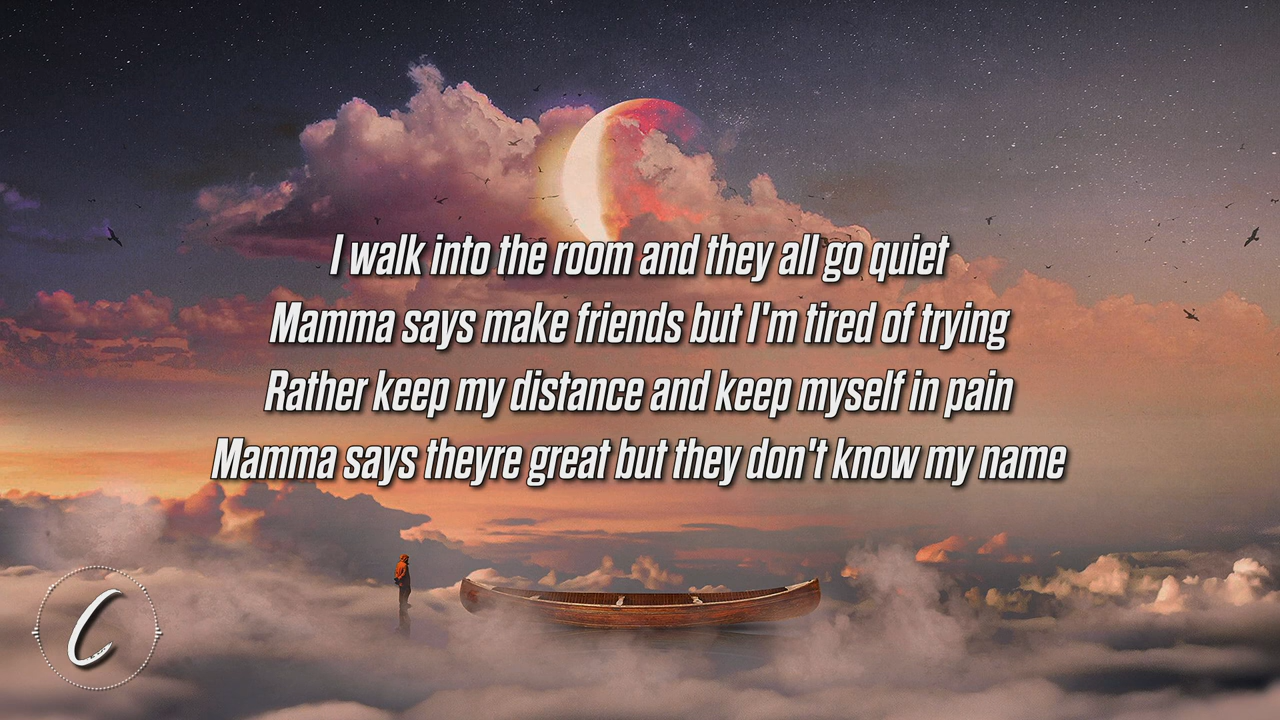 I walk into the room and they all go quiet
Mamma says make friends but I'm tired of trying
Rather keep my distance and keep myself in pain
Mamma says theyre great but they don't know my name
C